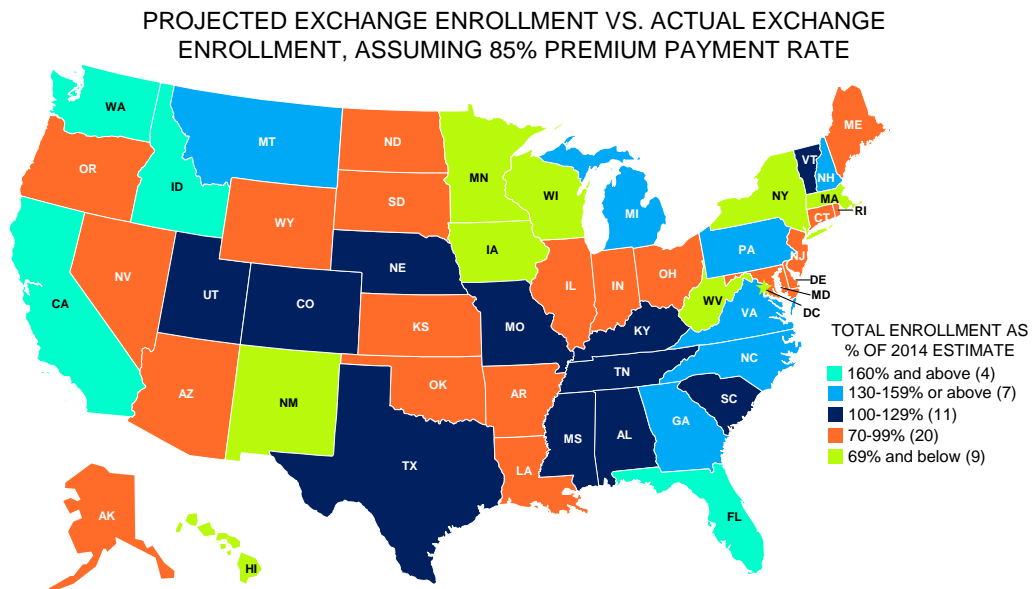 PROJECTED EXCHANGE ENROLLMENT VS. ACTUAL EXCHANGE
ENROLLMENT, ASSUMING 85% PREMIUM PAYMENT RATE
WA
MT
ND
MN
ME
OR
ID
SD
WI
MI
NY
VT
NH
MA
CT
RI
WY
IA
PA
NJ
NV
NE
IL
IN
OH
DE
MD
DC
CA
UT
CO
KS
MO
KY
WV
VA
AZ
NM
OK
AR
TN
NC
SC
TX
LA
MS
AL
GA
FL
AK
HI
TOTAL ENROLLMENT AS
% OF 2014 ESTIMATE
160% and above (4)
130-159% or above (7)
100-129% (11)
70-99% (20)
69% and below (9)